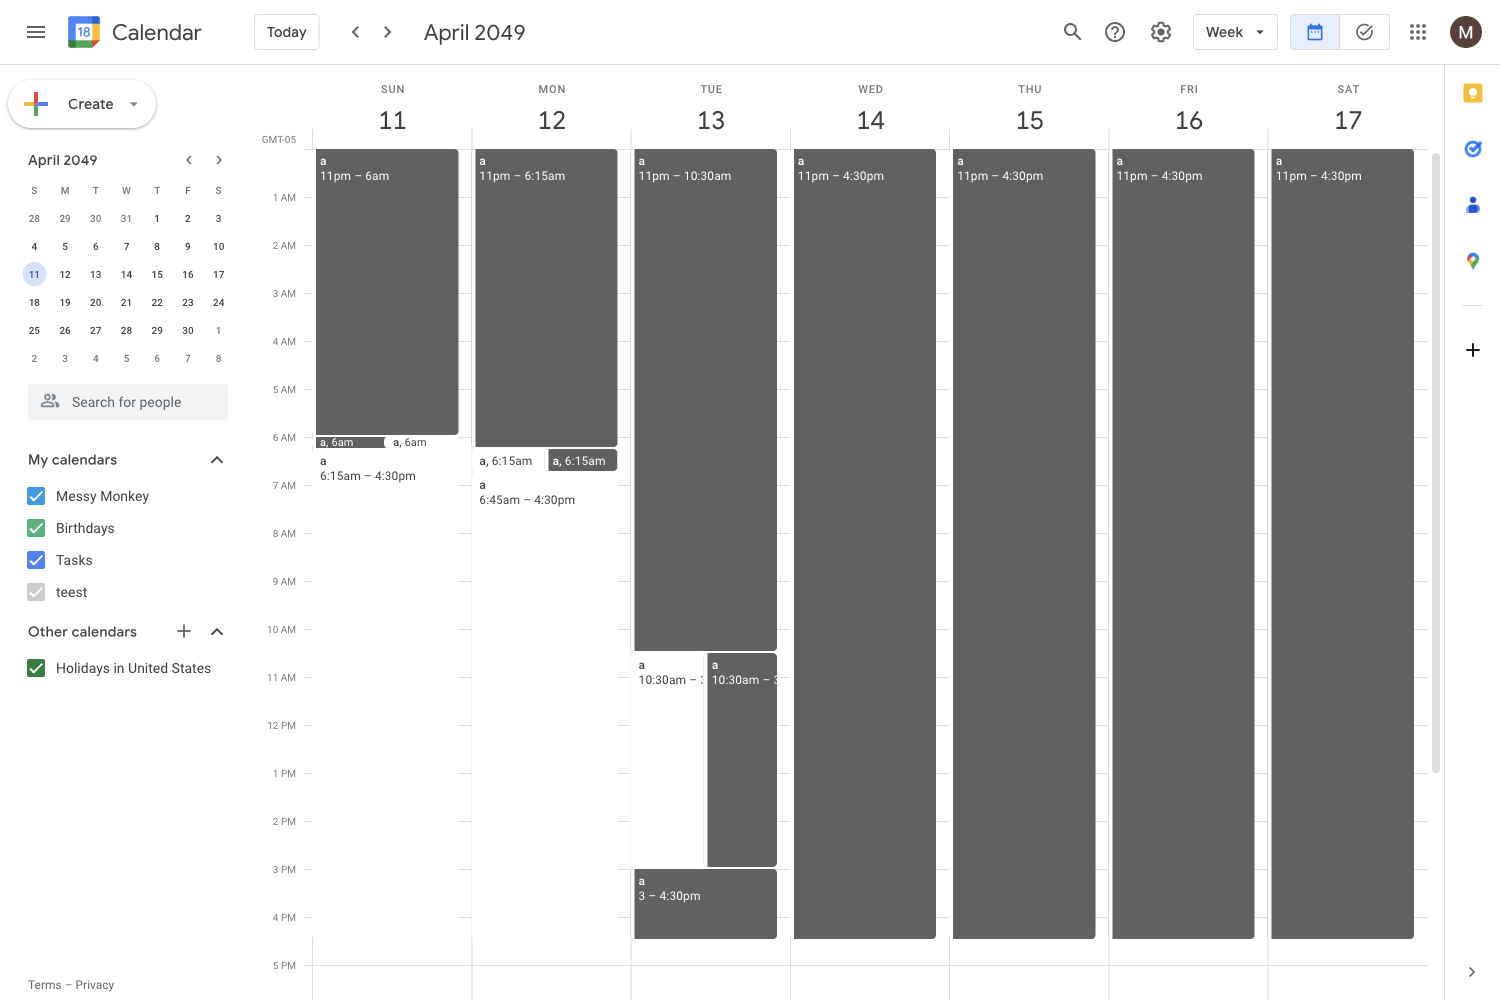 18 Calendar Today April 2049 Week M
Create
April 2049
S M T W T F S
28 29 30 31 1 2 3
4 5 6 7 8 9 10
11 12 13 14 15 16 17
18 19 20 21 22 23 24
25 26 27 28 29 30 1
2 3 4 5 6 7 8
Search for people
My calendars
Messy Monkey
Birthdays
Tasks
teest
Other calendars
Holidays in United States
Terms – Privacy
SUN MON TUE WED THU FRI SAT
11 12 13 14 15 16 17
GMT-05
1 AM
2 AM
3 AM
4 AM
5 AM
6 AM
7 AM
8 AM
9 AM
10 AM
11 AM
12 PM
1 PM
2 PM
3 PM
4 PM
5 PM
a
11pm – 6am
a, 6am
a, 6am
a
6:15am – 4:30pm
a
11pm – 6:15am
a, 6:15am
a, 6:15am
a
6:45am – 4:30pm
a
11pm – 10:30am
a
10:30am –
a
10:30am –
a
3 – 4:30pm
a
11pm – 4:30pm
a
11pm – 4:30pm
a
11pm – 4:30pm
a
11pm – 4:30pm